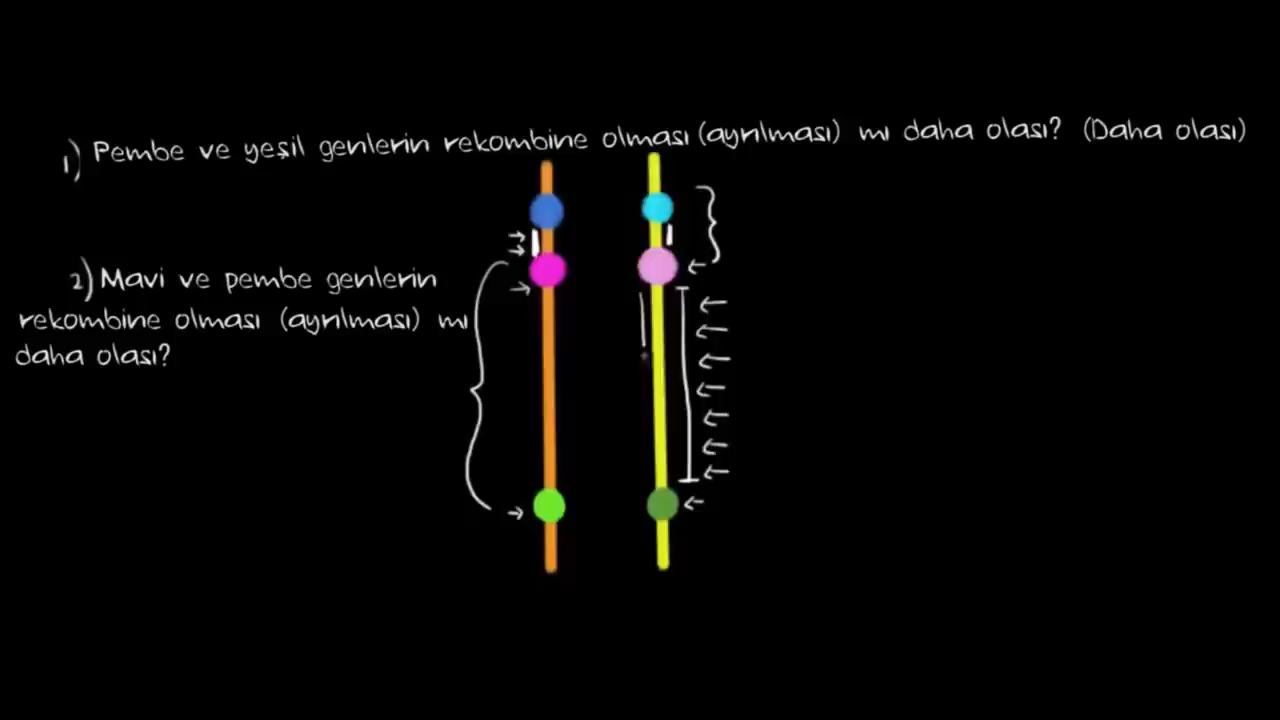 1) Pembe ve yeşil genlerin rekombine olması (ayrılması) mı daha olası? (Daha olası)
2) Mavi ve pembe genlerin
rekombine olması (ayrılması) mı
daha olası?